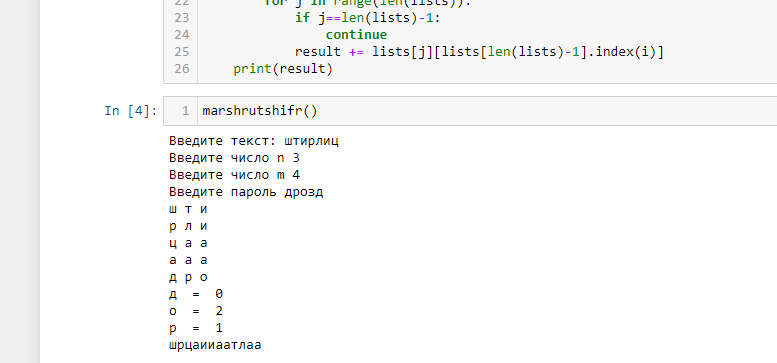 22 for j in range(len(lists)):
23 if j==len(lists)-1:
24 continue
25 result += lists[j][lists[len(lists)-1].index(i)]
26 print(result)
In [4]: 1 marshrutshifr()
Введите текст: штирлиц
Введите число n 3
Введите число m 4
Введите пароль дрозд
ш т и
р л и
ц а а
а а а
д р о
д = 0
о = 2
р = 1
шрцаииаатлаа